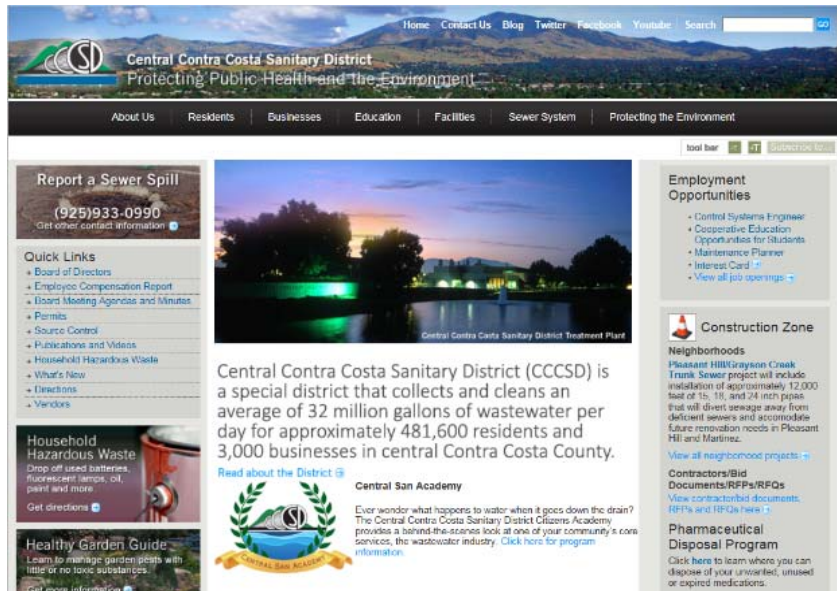 Home Contact Us Blog Twitter Facebook Youtube Search GO
CCCSD
Central Contra Costa Sanitary District
Protecting Public Health and the Environment
About Us Residents Businesses Education Facilities Sewer System Protecting the Environment
tool bar T T Subscribe to...
Report a Sewer Spill
(925)933-0990
Get other contact information
Quick Links
Board of Directors
Employee Compensation Report
Board Meeting Agendas and Minutes
Permits
Source Control
Publications and Videos
Household Hazardous Waste
What's New
Directions
Vendors
Household
Hazardous Waste
Drop off used batteries,
fluorescent lamps, oil,
paint and more.
Get directions
Healthy Garden Guide
Learn to manage garden pests with
little or no toxic substances.
Get more information
Central Contra Costa Sanitary District Treatment Plant
Central Contra Costa Sanitary District (CCCSD) is
a special district that collects and cleans an
average of 32 million gallons of wastewater per
day for approximately 481,600 residents and
3,000 businesses in central Contra Costa County.
Read about the District
CCCSD
CENTRAL SAN ACADEMY
Central San Academy
Ever wonder what happens to water when it goes down the drain?
The Central Contra Costa Sanitary District Citizens Academy
provides a behind-the-scenes look at one of your community's core
services, the wastewater industry. Click here for program
information.
Employment
Opportunities
Control Systems Engineer
Cooperative Education
Opportunities for Students
Maintenance Planner
Interest Card
View all job openings
Construction Zone
Neighborhoods
Pleasant Hill/Grayson Creek
Trunk Sewer project will include
installation of approximately 12,000
feet of 15, 18, and 24 inch pipes
that will divert sewage away from
deficient sewers and accomodate
future renovation needs in Pleasant
Hill and Martinez.
View all neighborhood projects
Contractors/Bid
Documents/RFPs/RFQs
View contractor/bid documents,
RFPs and RFQs here
Pharmaceutical
Disposal Program
Click here to learn where you can
dispose of your unwanted, unused
or expired medications.